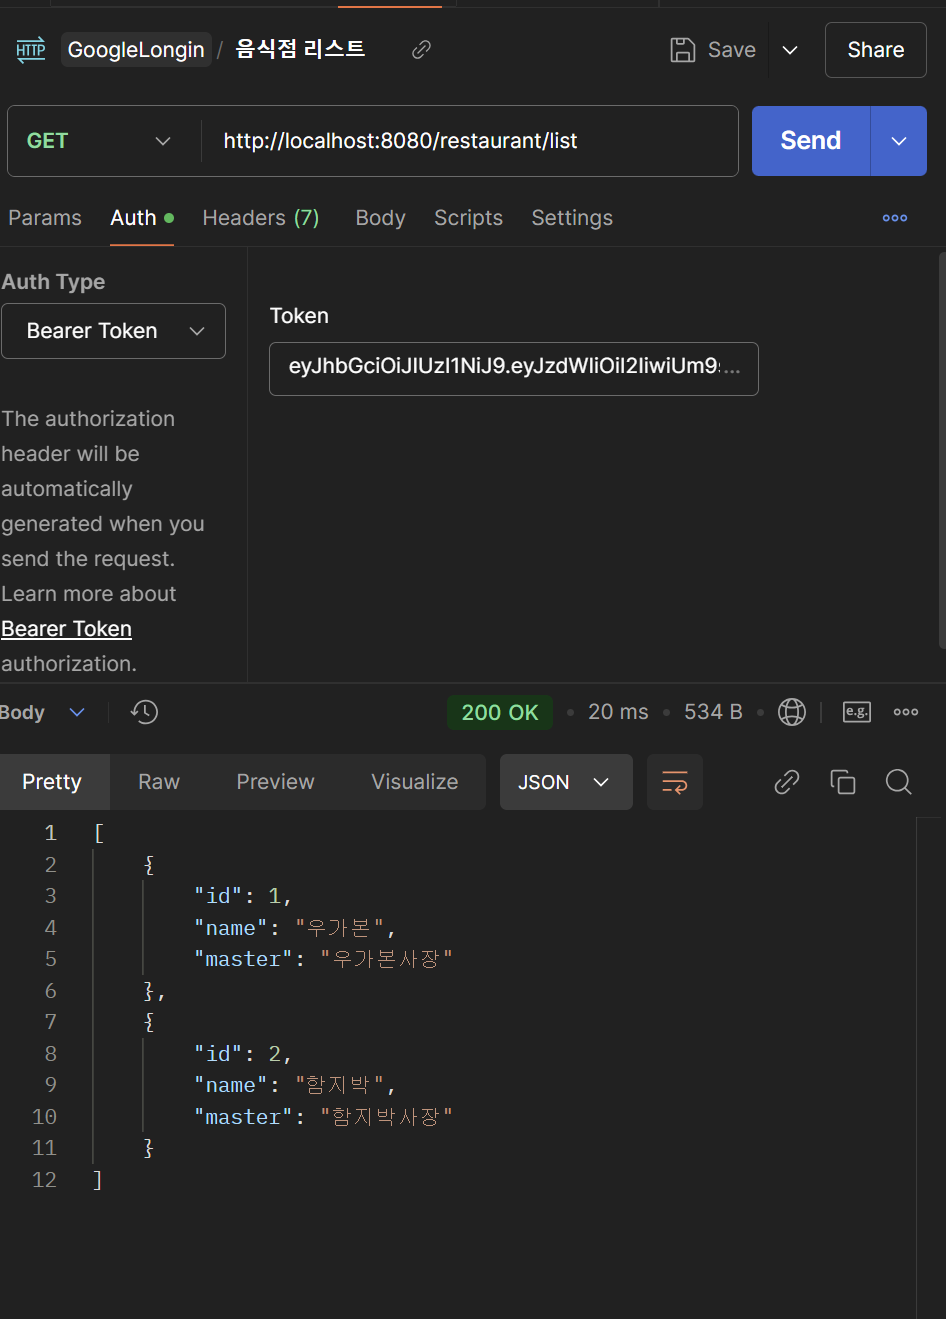 HTTP GoogleLongin / 음식점 리스트 Save Share
GET http://localhost:8080/restaurant/list Send
Params Auth Headers (7) Body Scripts Settings
Auth Type
Bearer Token
Token
eyJhbGciOiJIUzI1NiJ9.eyJzdWIiOiI2IiwiUm9...
The authorization
header will be
automatically
generated when you
send the request.
Learn more about
Bearer Token
authorization.
Body 200 OK • 20 ms • 534 B • e.g.
Pretty Raw Preview Visualize JSON
1 [
2 {
3 "id": 1,
4 "name": "우가본",
5 "master": "우가본사장"
6 },
7 {
8 "id": 2,
9 "name": "함지박",
10 "master": "함지박사장"
11 }
12 ]